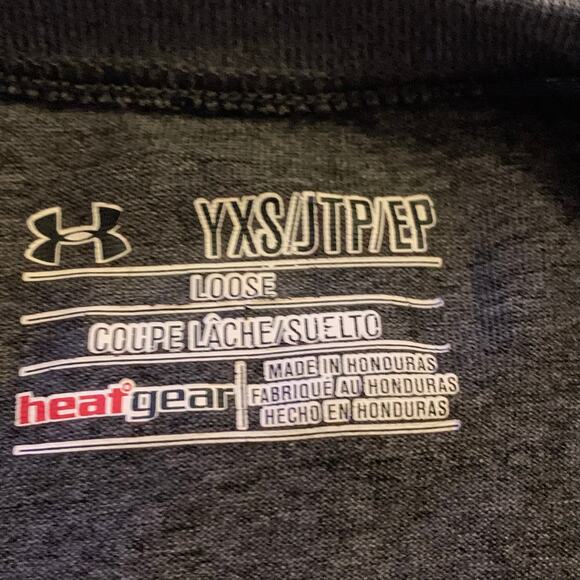 YXS/JTP/EP
LOOSE
COUPE LÂCHE/SUELTO
heatgear
MADE IN HONDURAS
FABRIQUÉ AU HONDURAS
HECHO EN HONDURAS